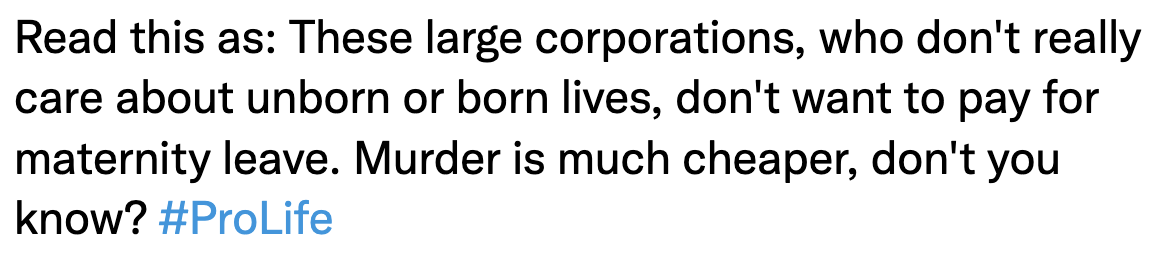 Read this as: These large corporations, who don't really
care about unborn or born lives, don't want to pay for
maternity leave. Murder is much cheaper, don't you
know? #ProLife